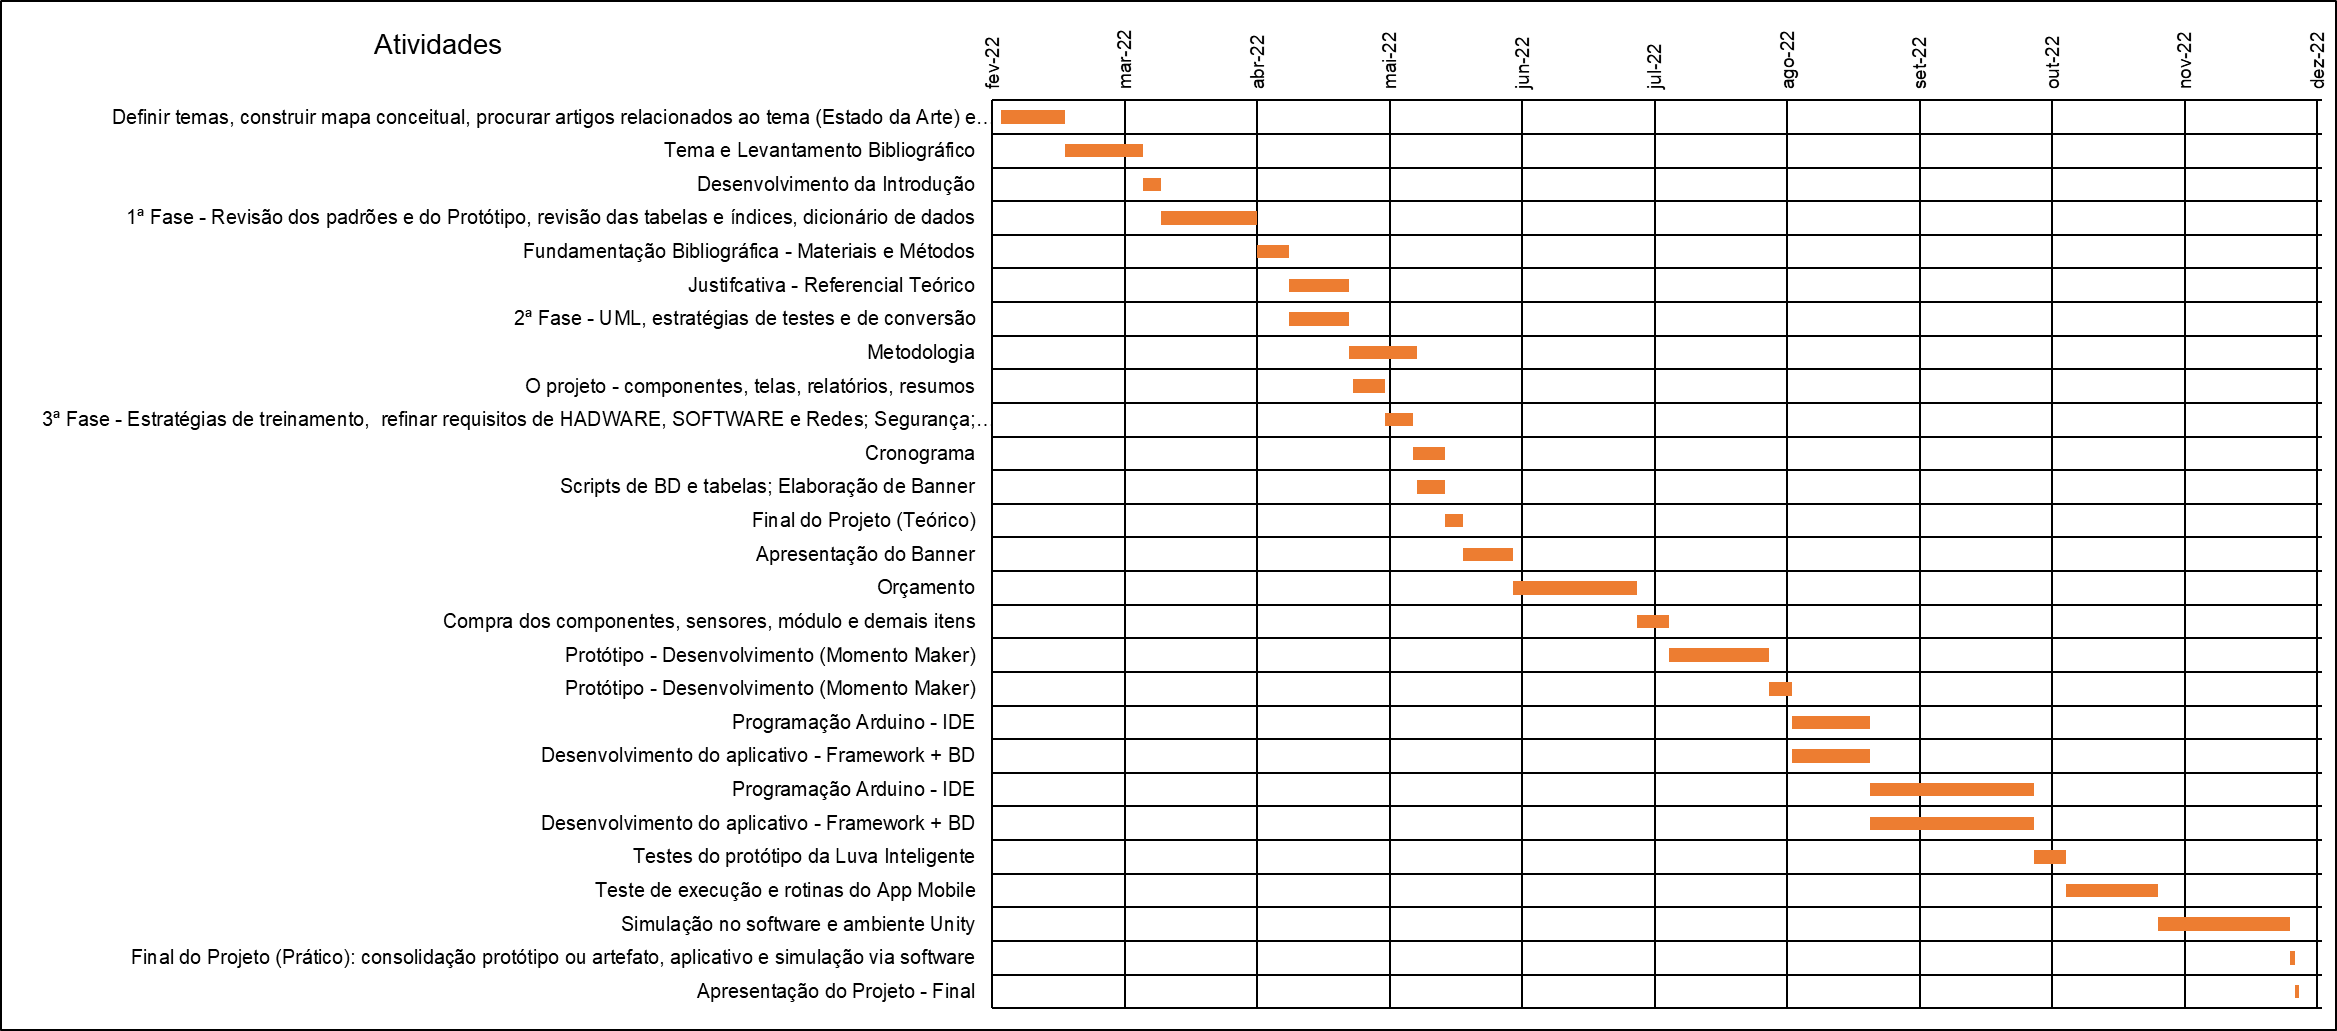 Atividades
fev-22
mar-22
abr-22
mai-22
jun-22
jul-22
ago-22
set-22
out-22
nov-22
dez-22
Definir temas, construir mapa conceitual, procurar artigos relacionados ao tema (Estado da Arte) e…
Tema e Levantamento Bibliográfico
Desenvolvimento da Introdução
1ª Fase - Revisão dos padrões e do Protótipo, revisão das tabelas e índices, dicionário de dados
Fundamentação Bibliográfica - Materiais e Métodos
Justifcativa - Referencial Teórico
2ª Fase - UML, estratégias de testes e de conversão
Metodologia
O projeto - componentes, telas, relatórios, resumos
3ª Fase - Estratégias de treinamento,  refinar requisitos de HADWARE, SOFTWARE e Redes; Segurança;…
Cronograma
Scripts de BD e tabelas; Elaboração de Banner
Final do Projeto (Teórico)
Apresentação do Banner
Orçamento
Compra dos componentes, sensores, módulo e demais itens
Protótipo - Desenvolvimento (Momento Maker)
Protótipo - Desenvolvimento (Momento Maker)
Programação Arduino - IDE
Desenvolvimento do aplicativo - Framework + BD
Programação Arduino - IDE
Desenvolvimento do aplicativo - Framework + BD
Testes do protótipo da Luva Inteligente
Teste de execução e rotinas do App Mobile
Simulação no software e ambiente Unity
Final do Projeto (Prático): consolidação protótipo ou artefato, aplicativo e simulação via software
Apresentação do Projeto - Final